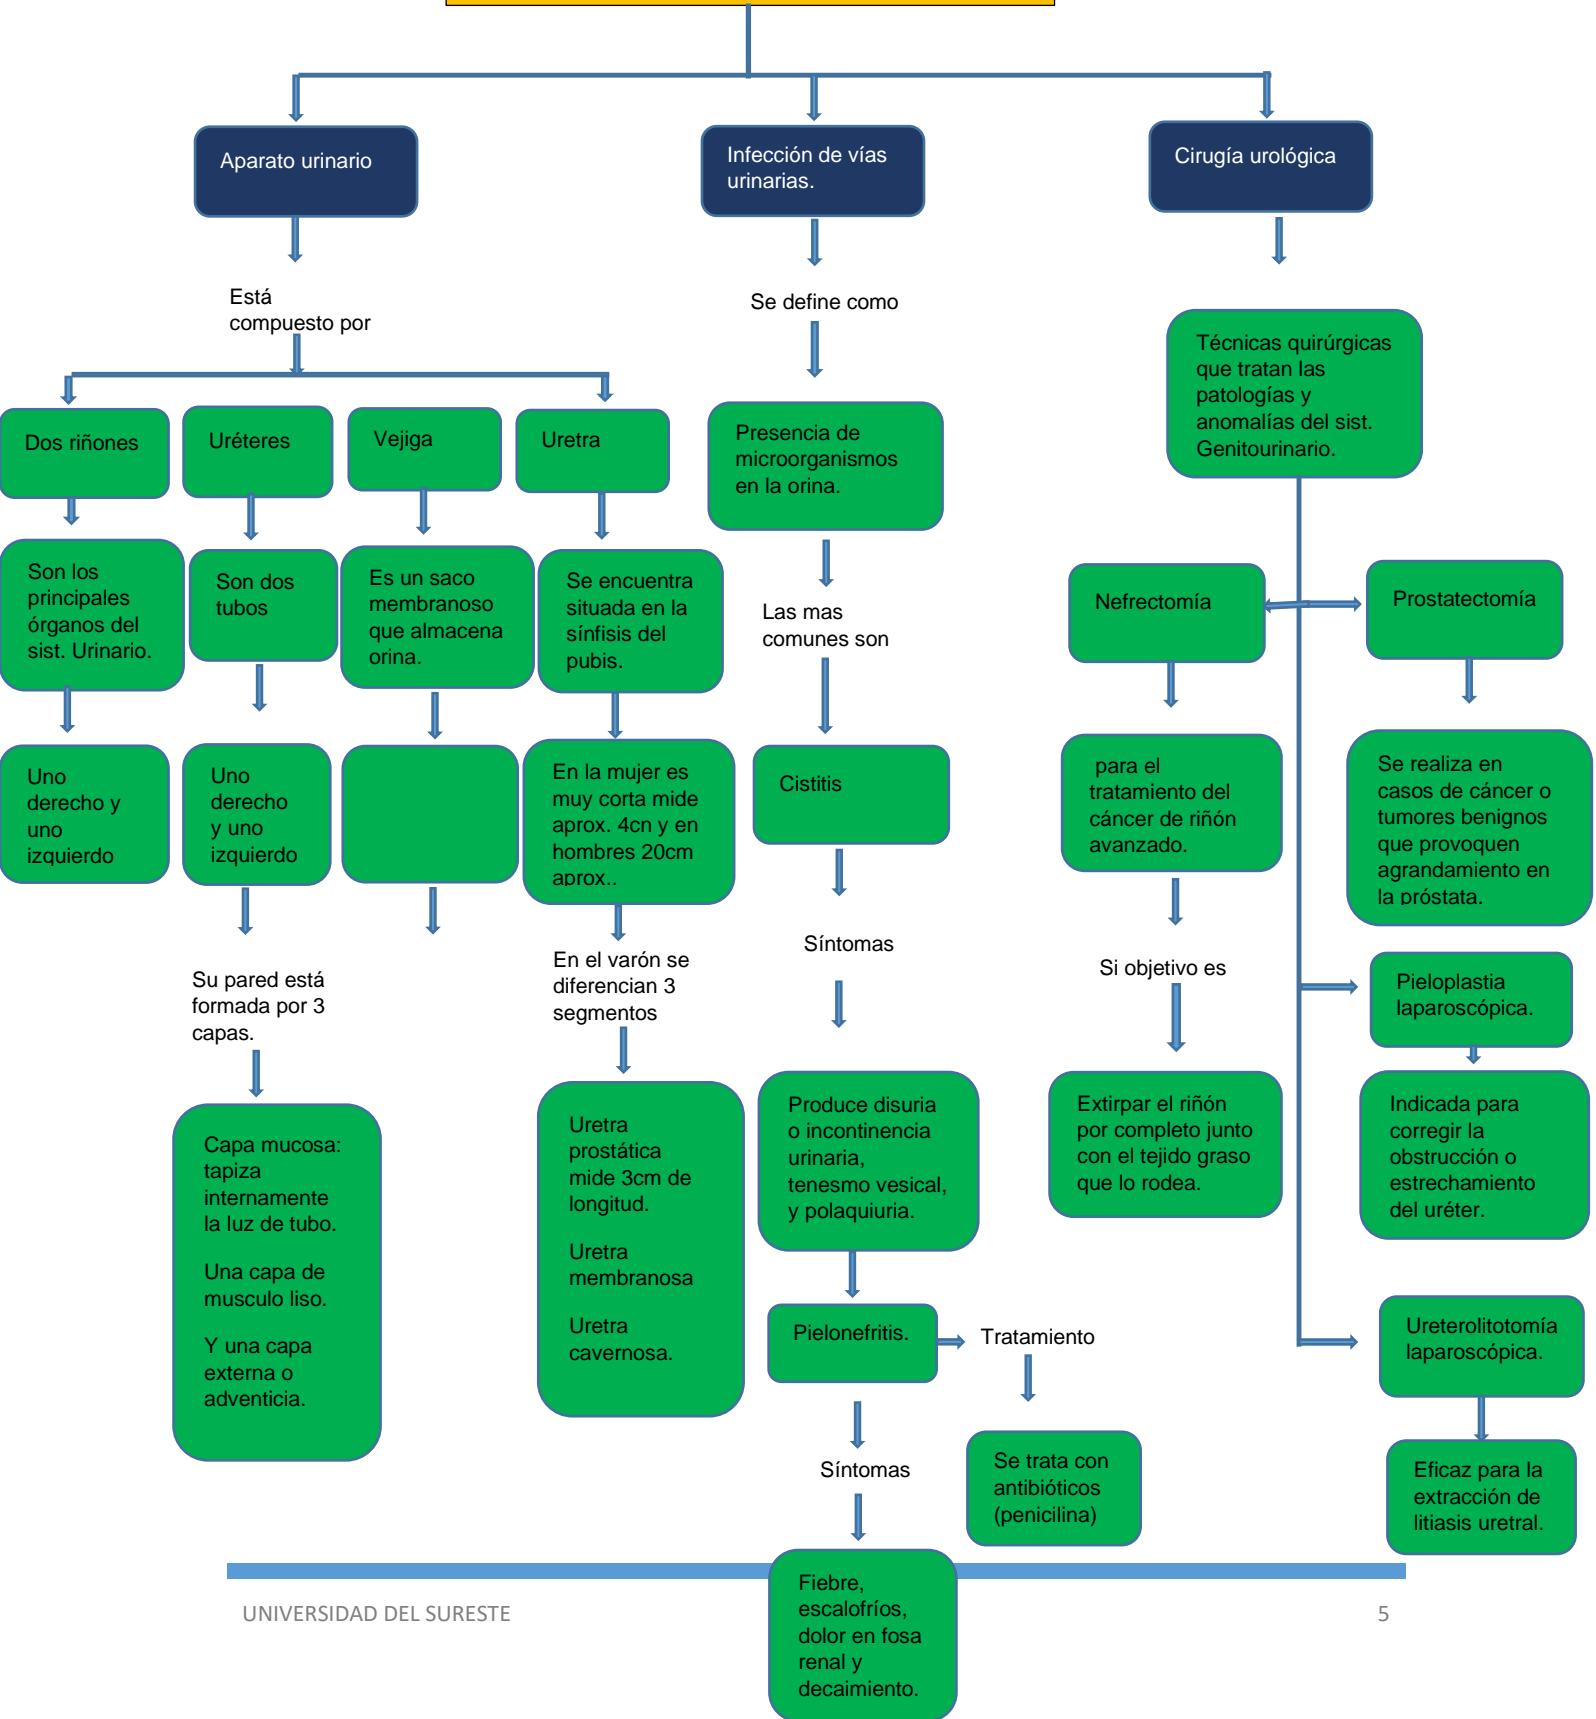 Aparato urinario
Infección de vías
urinarias.
Cirugía urológica
Está
compuesto por
Se define como
Técnicas quirúrgicas
que tratan las
patologías y
anomalías del sist.
Genitourinario.
Dos riñones
Uréteres
Vejiga
Uretra
Presencia de
microorganismos
en la orina.
Son los
principales
órganos del
sist. Urinario.
Son dos
tubos
Es un saco
membranoso
que almacena
orina.
Se encuentra
situada en la
sínfisis del
pubis.
Las mas
comunes son
Nefrectomía
Prostatectomía
Uno
derecho y
uno
izquierdo
Uno
derecho
y uno
izquierdo
En la mujer es
muy corta mide
aprox. 4cn y en
hombres 20cm
aprox..
Cistitis
para el
tratamiento del
cáncer de riñón
avanzado.
Se realiza en
casos de cáncer o
tumores benignos
que provoquen
agrandamiento en
la próstata.
Su pared está
formada por 3
capas.
En el varón se
diferencian 3
segmentos
Síntomas
Si objetivo es
Pieloplastia
laparoscópica.
Capa mucosa:
tapiza
internamente
la luz de tubo.
Una capa de
musculo liso.
Y una capa
externa o
adventicia.
Uretra
prostática
mide 3cm de
longitud.
Uretra
membranosa
Uretra
cavernosa.
Produce disuria
o incontinencia
urinaria,
tenesmo vesical,
y polaquiuria.
Extirpar el riñón
por completo junto
con el tejido graso
que lo rodea.
Indicada para
corregir la
obstrucción o
estrechamiento
del uréter.
Pielonefritis.
Tratamiento
Ureterolitotomía
laparoscópica.
Síntomas
Se trata con
antibióticos
(penicilina)
Eficaz para la
extracción de
litiasis uretral.
Fiebre,
escalofríos,
dolor en fosa
renal y
decaimiento.
UNIVERSIDAD DEL SURESTE
5